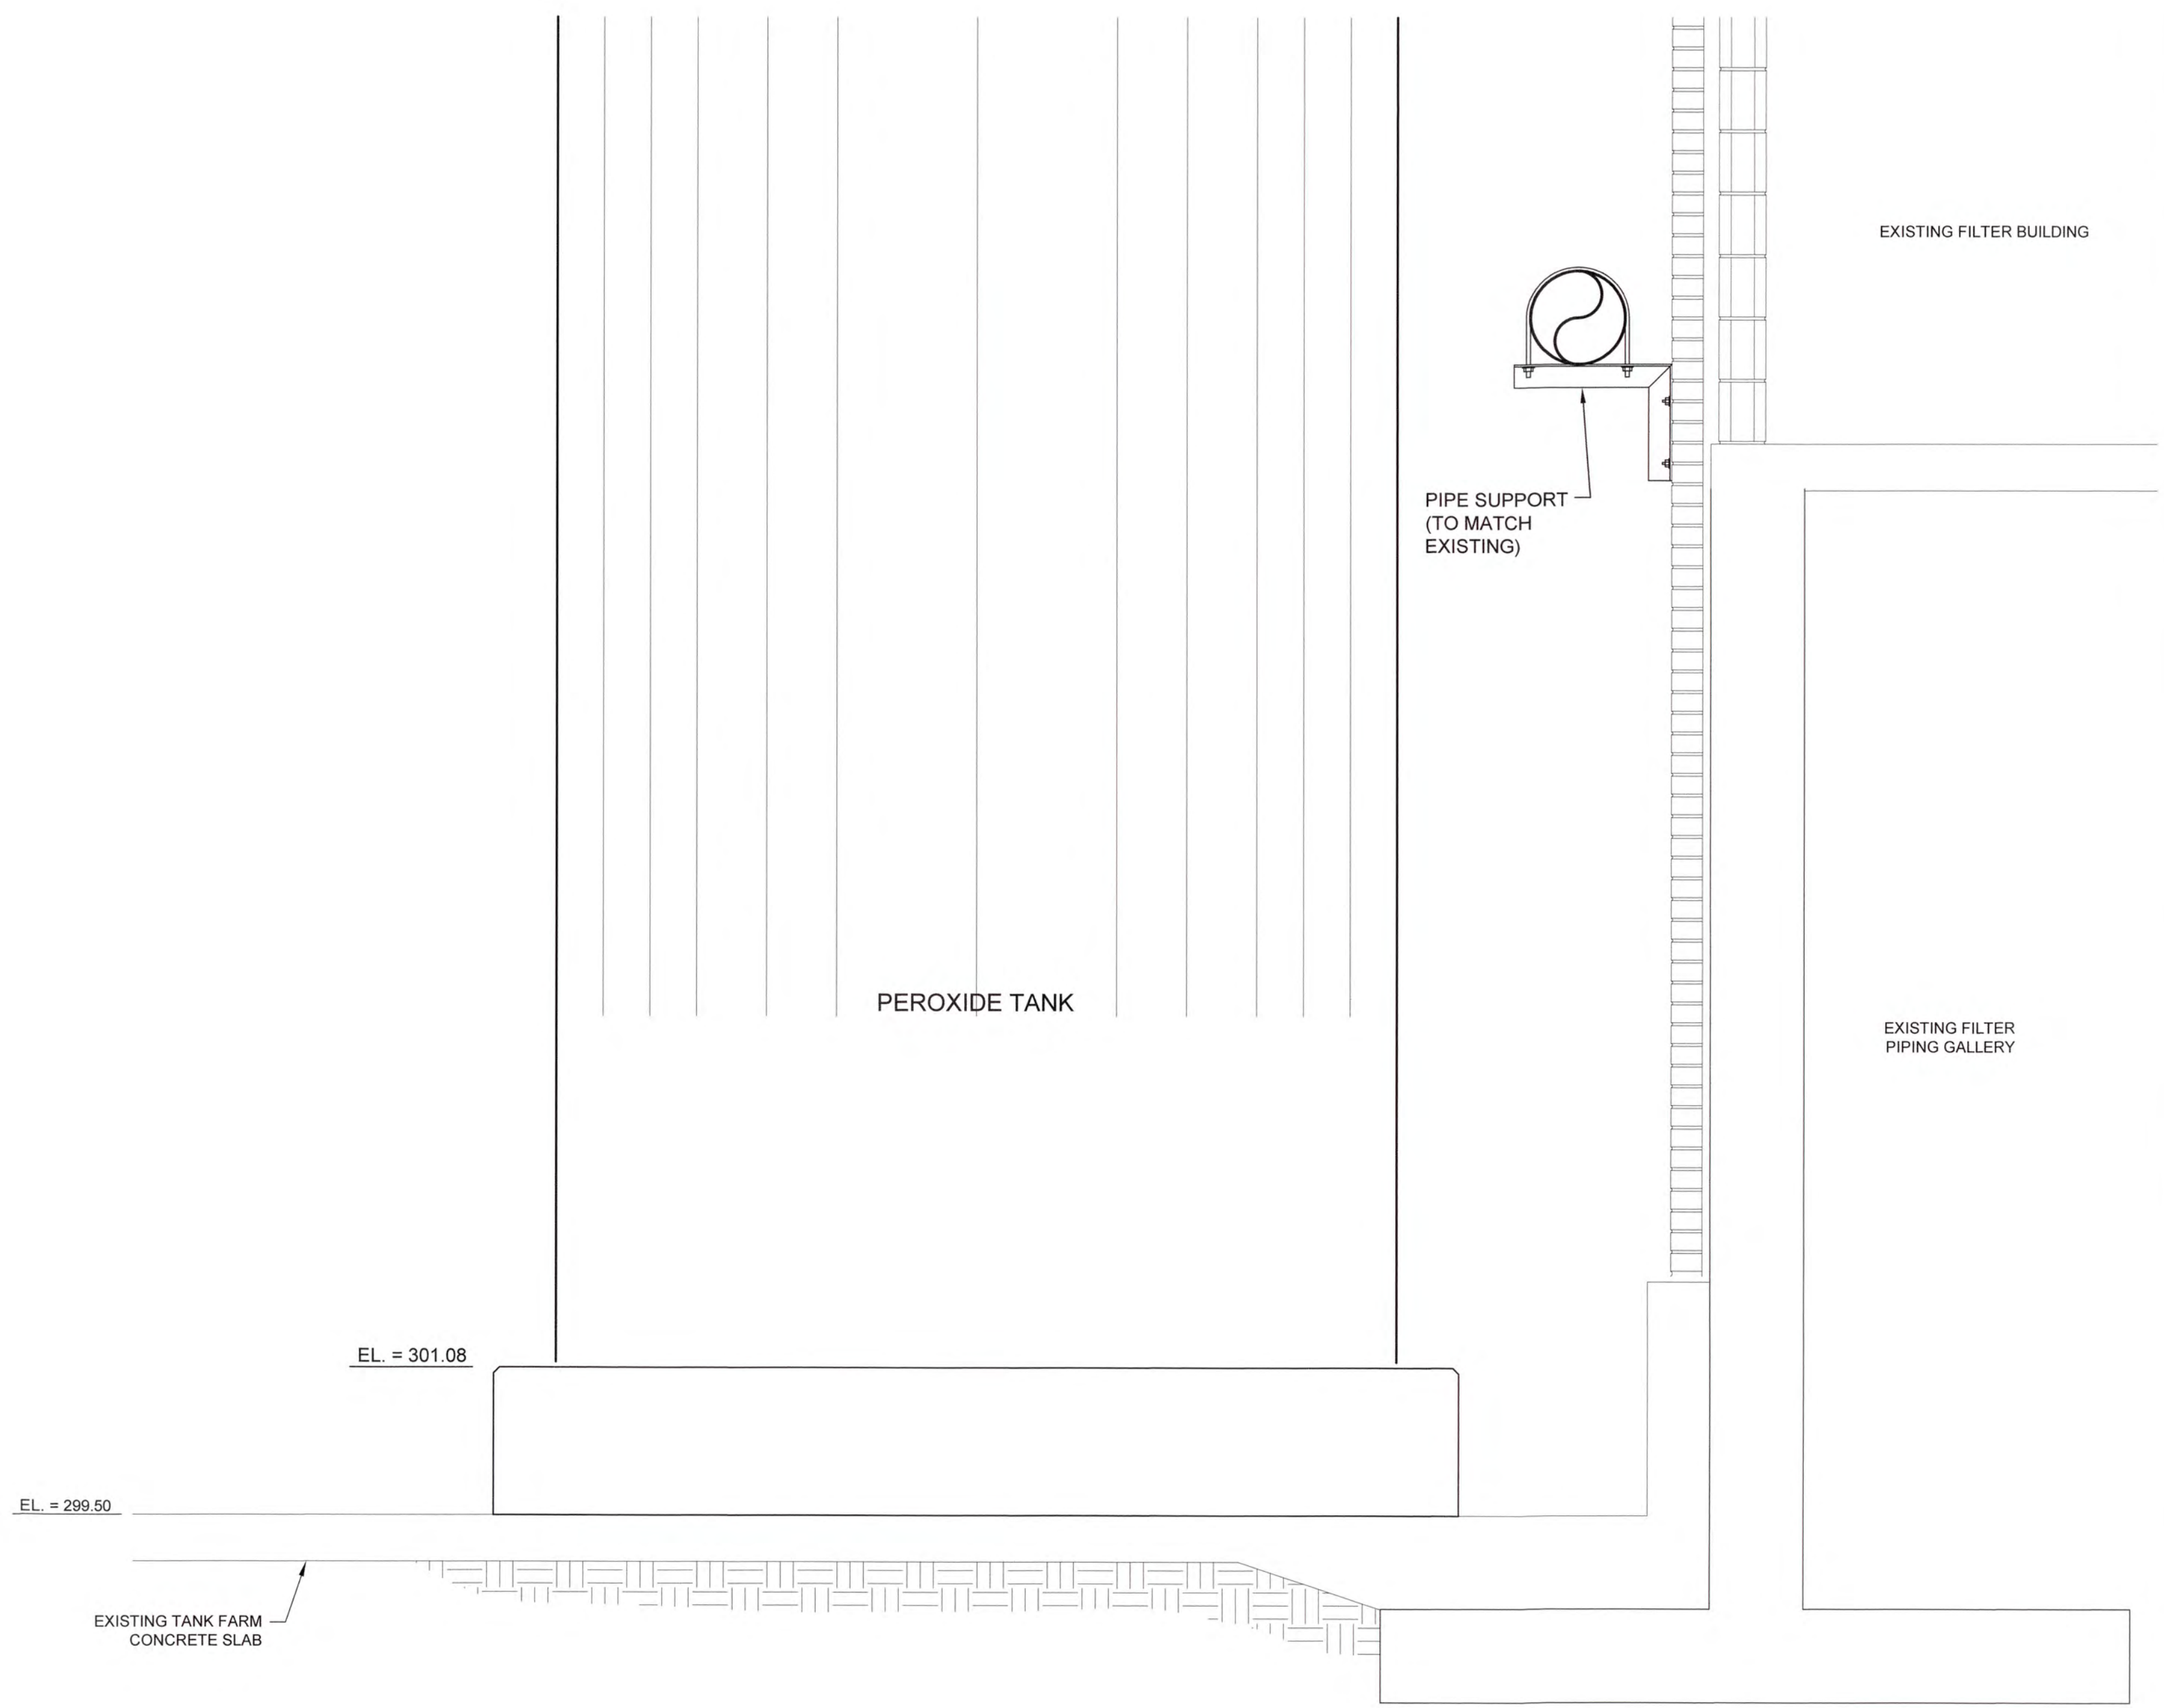 EXISTING FILTER BUILDING
PIPE SUPPORT
(TO MATCH
EXISTING)
PEROXIDE TANK
EXISTING FILTER
PIPING GALLERY
EL. = 301.08
EL. = 299.50
EXISTING TANK FARM
CONCRETE SLAB